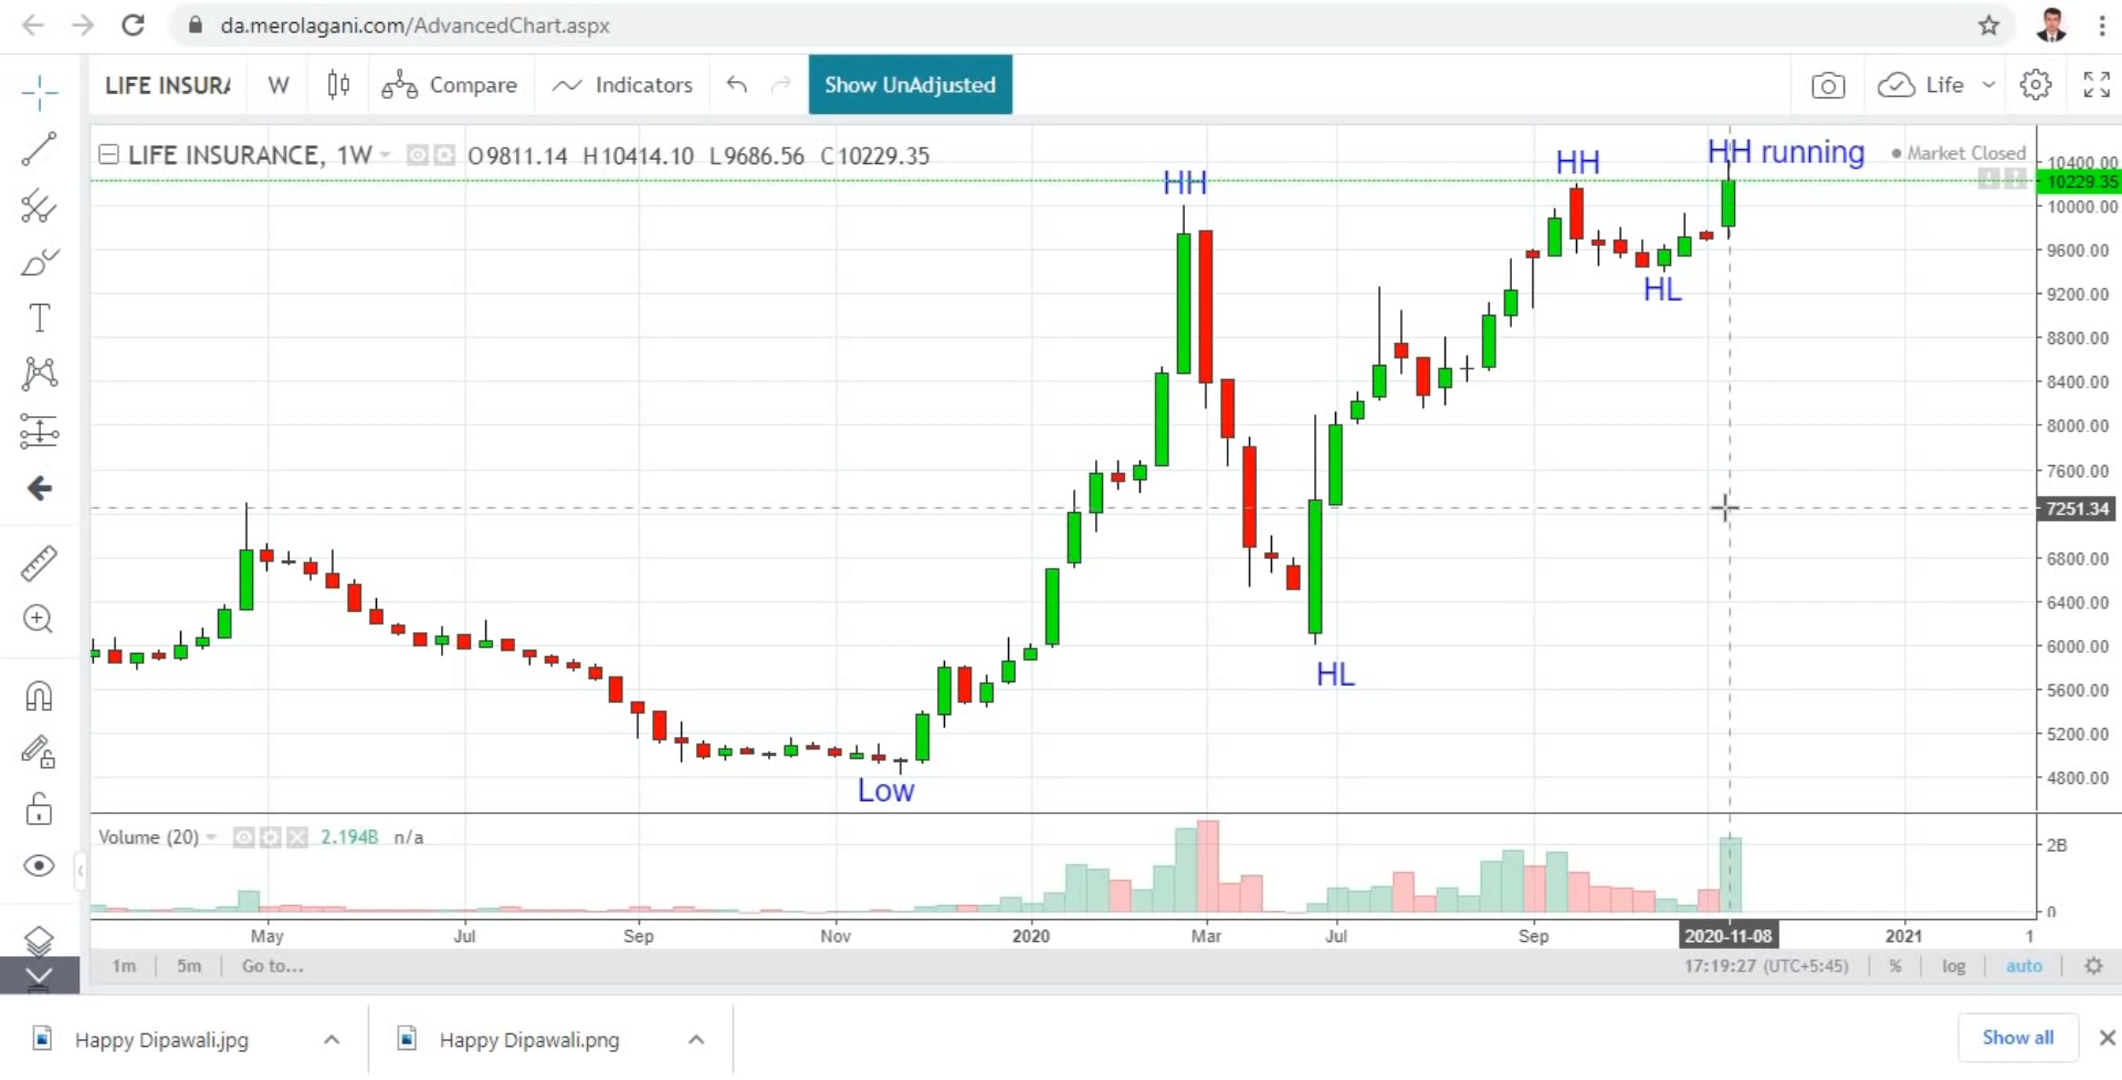 da.merolagani.com/AdvancedChart.aspx
LIFE INSURA W Compare Indicators Show UnAdjusted Life
LIFE INSURANCE, 1W O9811.14 H10414.10 L9686.56 C10229.35
HH
HH
HH running
Market Closed
10400.00
10229.35
10000.00
9600.00
HL
9200.00
8800.00
8400.00
8000.00
7600.00
7251.34
6800.00
6400.00
6000.00
HL
5600.00
5200.00
4800.00
Low
Volume (20) 2.194B n/a
2B
0
May Jul Sep Nov 2020 Mar Jul Sep 2020-11-08 2021 1
1m 5m Go to... 17:19:27 (UTC+5:45) % log auto
Happy Dipawali.jpg Happy Dipawali.png Show all